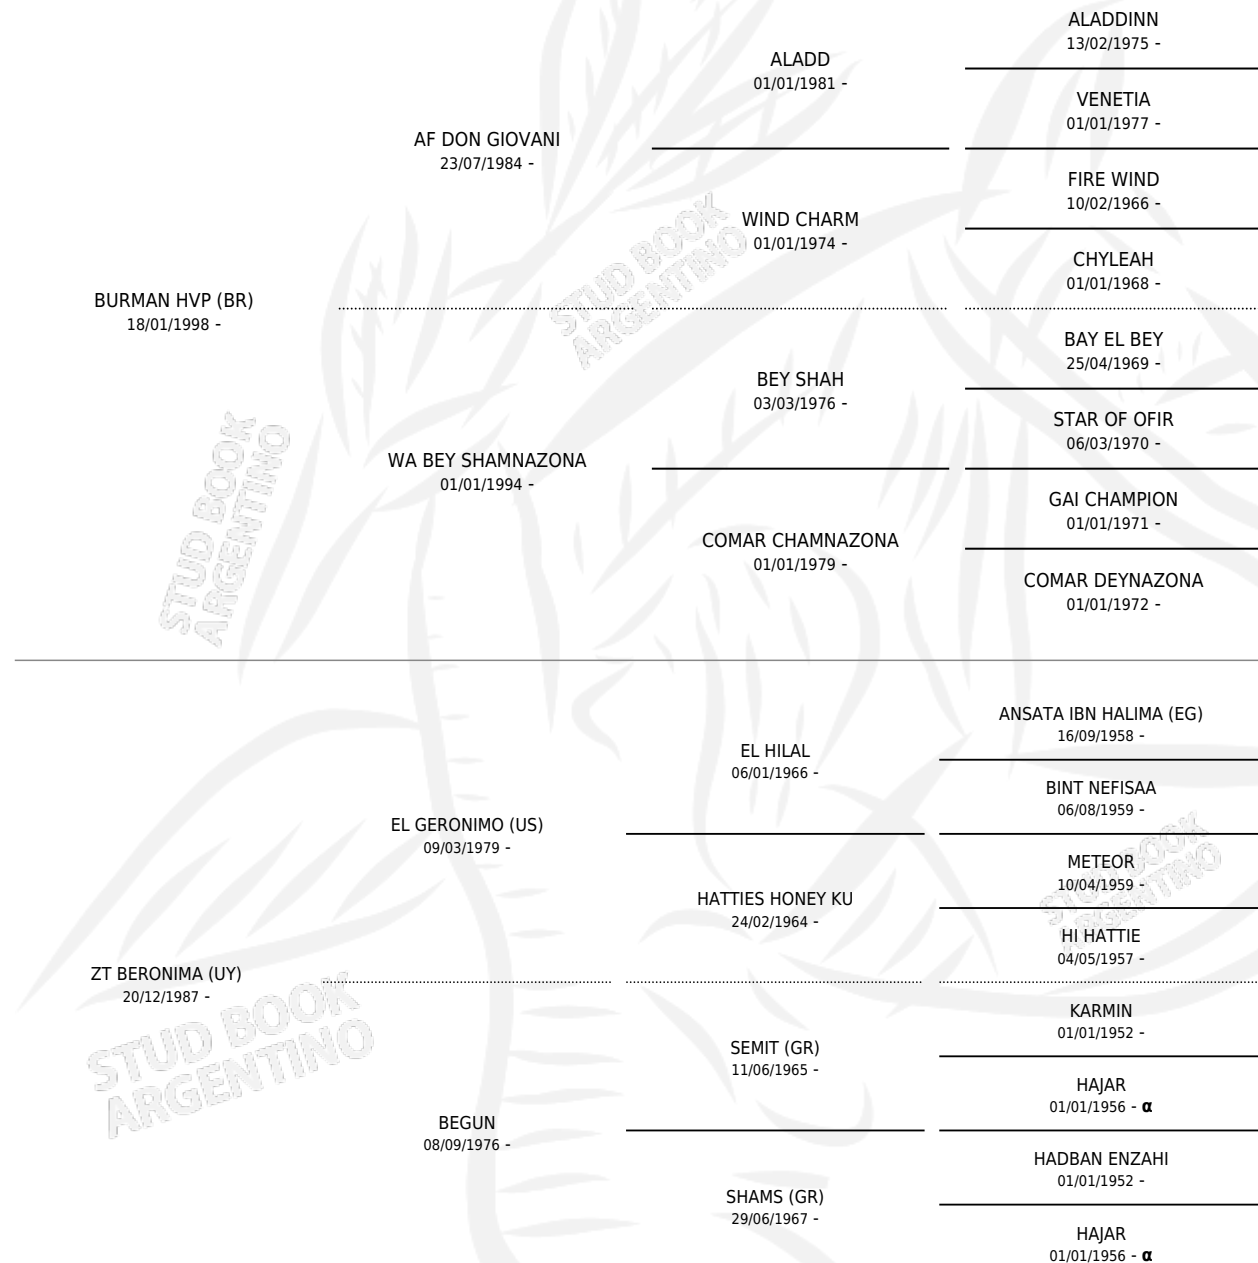 ALADDINN
13/02/1975 -
ALADD
01/01/1981 -
VENETIA
01/01/1977 -
AF DON GIOVANI
23/07/1984 -
FIRE WIND
10/02/1966 -
WIND CHARM
01/01/1974 -
CHYLEAH
01/01/1968 -
BURMAN HVP (BR)
18/01/1998 -
STUD BOOK
ARGENTINO
BAY EL BEY
25/04/1969 -
BEY SHAH
03/03/1976 -
STAR OF OFIR
06/03/1970 -
WA BEY SHAMNAZONA
01/01/1994 -
GAI CHAMPION
01/01/1971 -
COMAR CHAMNAZONA
01/01/1979 -
COMAR DEYNAZONA
01/01/1972 -
STUD BOOK
ARGENTINO
ANSATA IBN HALIMA (EG)
16/09/1958 -
EL HILAL
06/01/1966 -
BINT NEFISAA
06/08/1959 -
EL GERONIMO (US)
09/03/1979 -
METEOR
10/04/1959 -
HATTIES HONEY KU
24/02/1964 -
HI HATTIE
04/05/1957 -
STUD BOOK
ARGENTINO
ZT BERONIMA (UY)
20/12/1987 -
STUD BOOK
ARGENTINO
KARMIN
01/01/1952 -
SEMIT (GR)
11/06/1965 -
HAJAR
01/01/1956 - α
BEGUN
08/09/1976 -
HADBAN ENZAHI
01/01/1952 -
SHAMS (GR)
29/06/1967 -
HAJAR
01/01/1956 - α